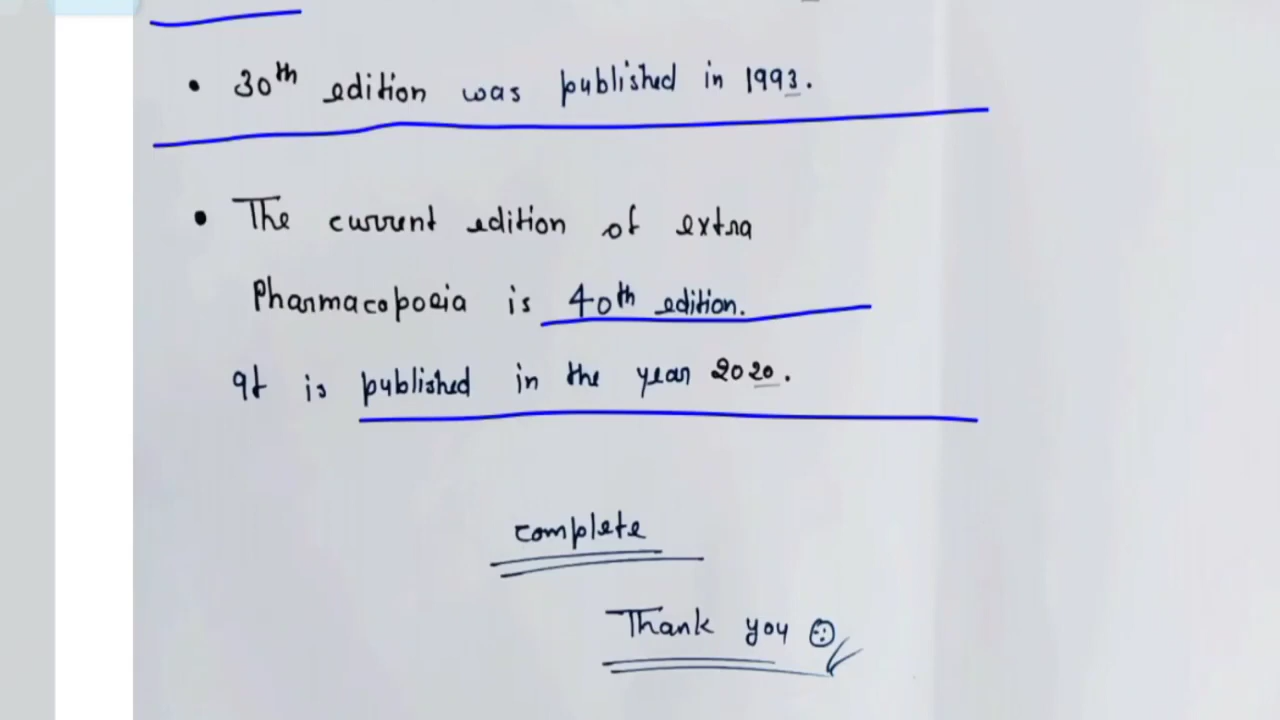 • 30th edition was published in 1993.
• The current edition of extra
Pharmacopoeia is 40th edition.
It is published in the year 2020.
complete
Thank you ☺